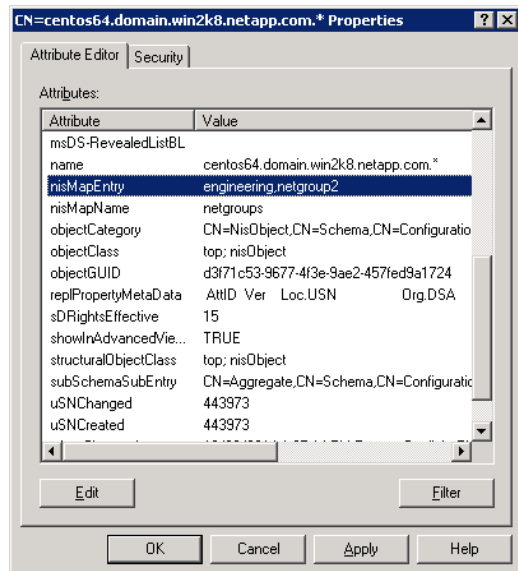 CN=centos64.domain.win2k8.netapp.com.* Properties
Attribute Editor Security
Attributes:
Attribute Value
msDS-RevealedListBL
name centos64.domain.win2k8.netapp.com.*
nisMapEntry engineering,netgroup2
nisMapName netgroups
objectCategory CN=NisObject,CN=Schema,CN=Configuratio
objectClass top; nisObject
objectGUID d3f71c53-9677-4f3e-9ae2-457fed9a1724
replPropertyMetaData AttID Ver Loc.USN Org.DSA
sDRightsEffective 15
showInAdvancedVie... TRUE
structuralObjectClass top; nisObject
subSchemaSubEntry CN=Aggregate,CN=Schema,CN=Configuratic
uSNChanged 443973
uSNCreated 443973
Edit Filter
OK Cancel Apply Help